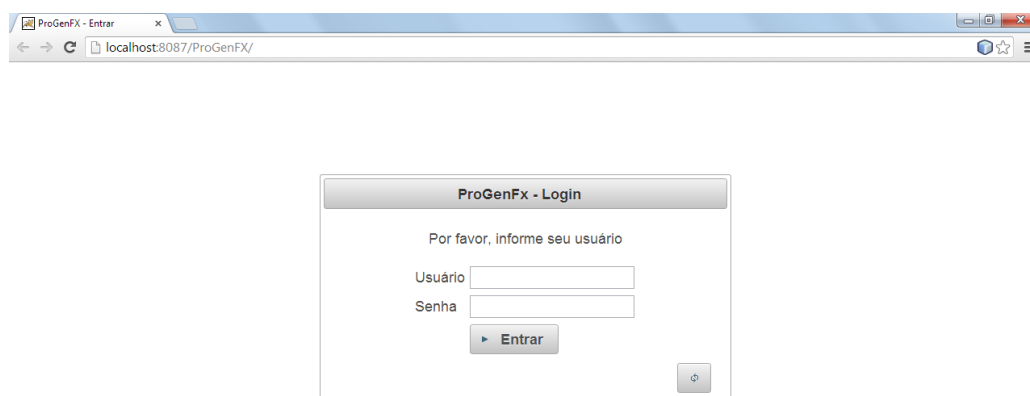 ProGenFX - Entrar
localhost:8087/ProGenFX/
ProGenFx - Login
Por favor, informe seu usuário
Usuário
Senha
Entrar